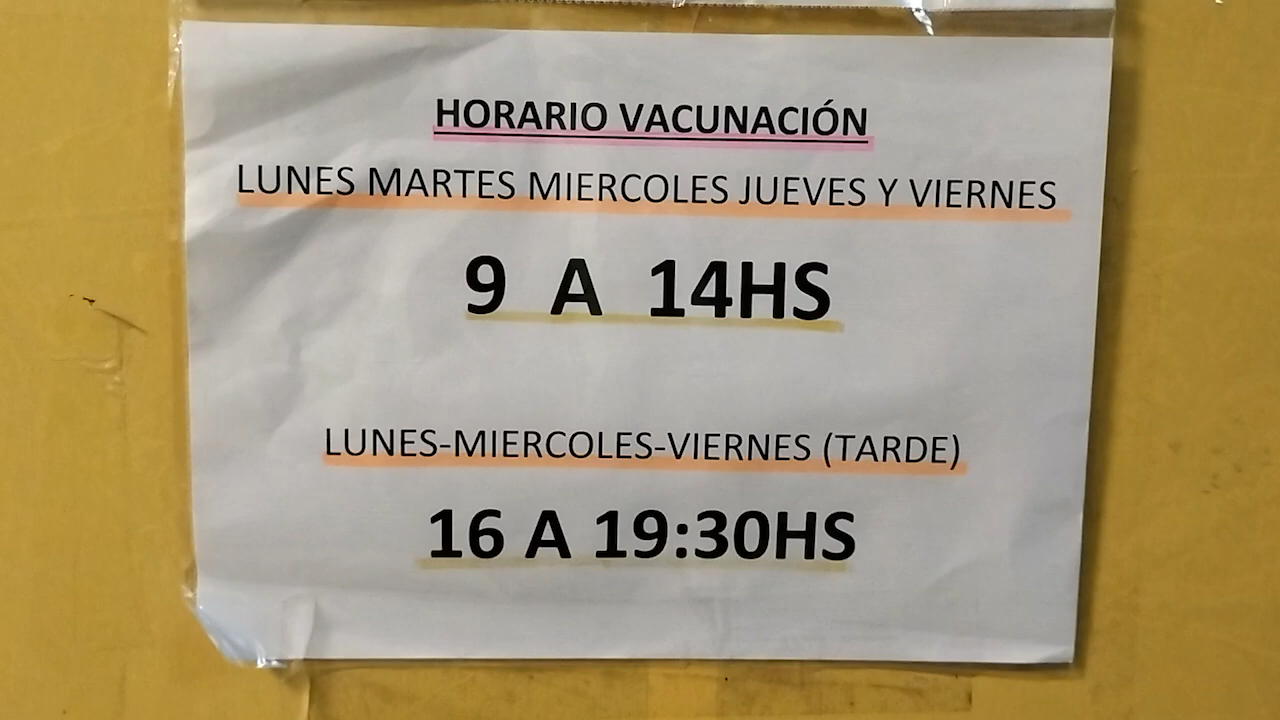 HORARIO VACUNACIÓN
LUNES MARTES MIERCOLES JUEVES Y VIERNES
9 A 14HS
LUNES-MIERCOLES-VIERNES (TARDE)
16 A 19:30HS